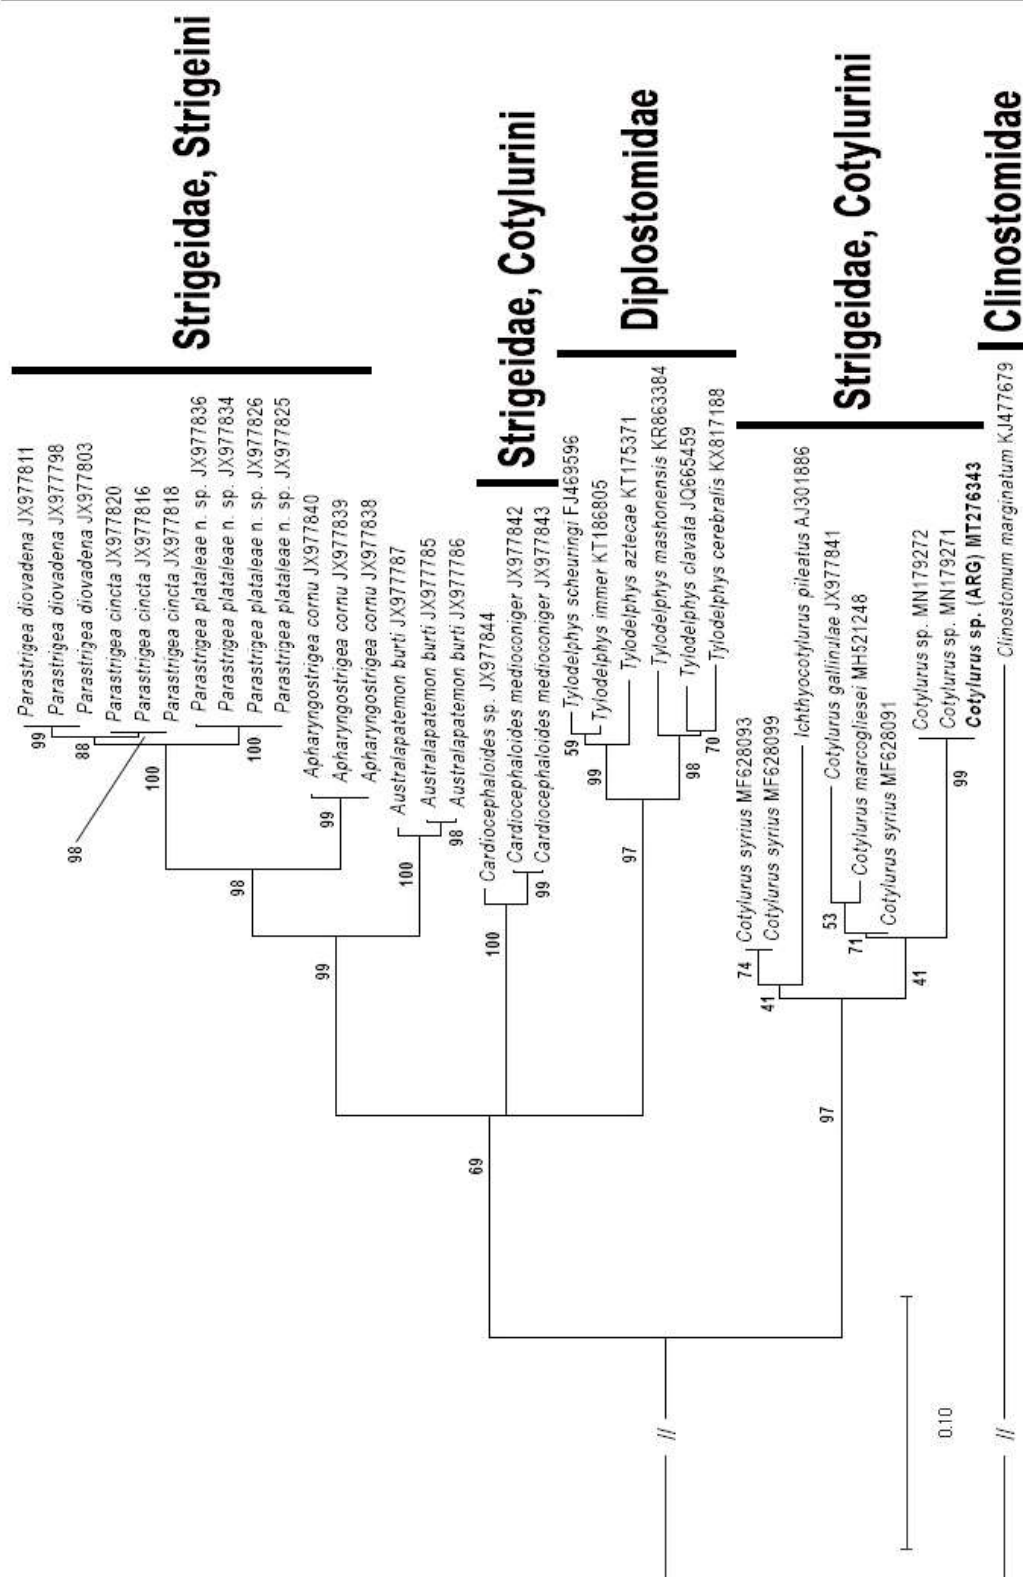 Parastrigea diovadena JX977811
Parastrigea diovadena JX977798
Parastrigea diovadena JX977803
Parastrigea cincta JX977820
Parastrigea cincta JX977816
Parastrigea cincta JX977818
Parastrigea plataleae n. sp. JX977836
Parastrigea plataleae n. sp. JX977834
Parastrigea plataleae n. sp. JX977826
Parastrigea plataleae n. sp. JX977825
Apharyngostrigea cornu JX977840
Apharyngostrigea cornu JX977839
Apharyngostrigea cornu JX977838
Australapatemon burti JX977787
Australapatemon burti JX977785
Australapatemon burti JX977786
Cardiocephaloides sp. JX977844
Cardiocephaloides medioconiger JX977842
Cardiocephaloides medioconiger JX977843
Tylodelphys scheuringi FJ469596
Tylodelphys immer KT186805
Tylodelphys aztecae KT175371
Tylodelphys mashonensis KR863384
Tylodelphys clavata JQ665459
Tylodelphys cerebralis KX817188
Cotylurus syrius MF628093
Cotylurus syrius MF628099
Ichthyocotylurus pileatus AJ301886
Cotylurus gallinulae JX977841
Cotylurus marcogliesei MH521248
Cotylurus syrius MF628091
Cotylurus sp. MN179272
Cotylurus sp. MN179271
Cotylurus sp. (ARG) MT276343
Clinostomum marginatum KJ477679
Strigeidae, Strigeini
Strigeidae, Cotylurini
Diplostomidae
Strigeidae, Cotylurini
Clinostomidae
99
88
98
100
100
99
98
100
98
99
100
99
59
99
97
98
70
69
74
41
53
71
41
99
97
//
//
0.10